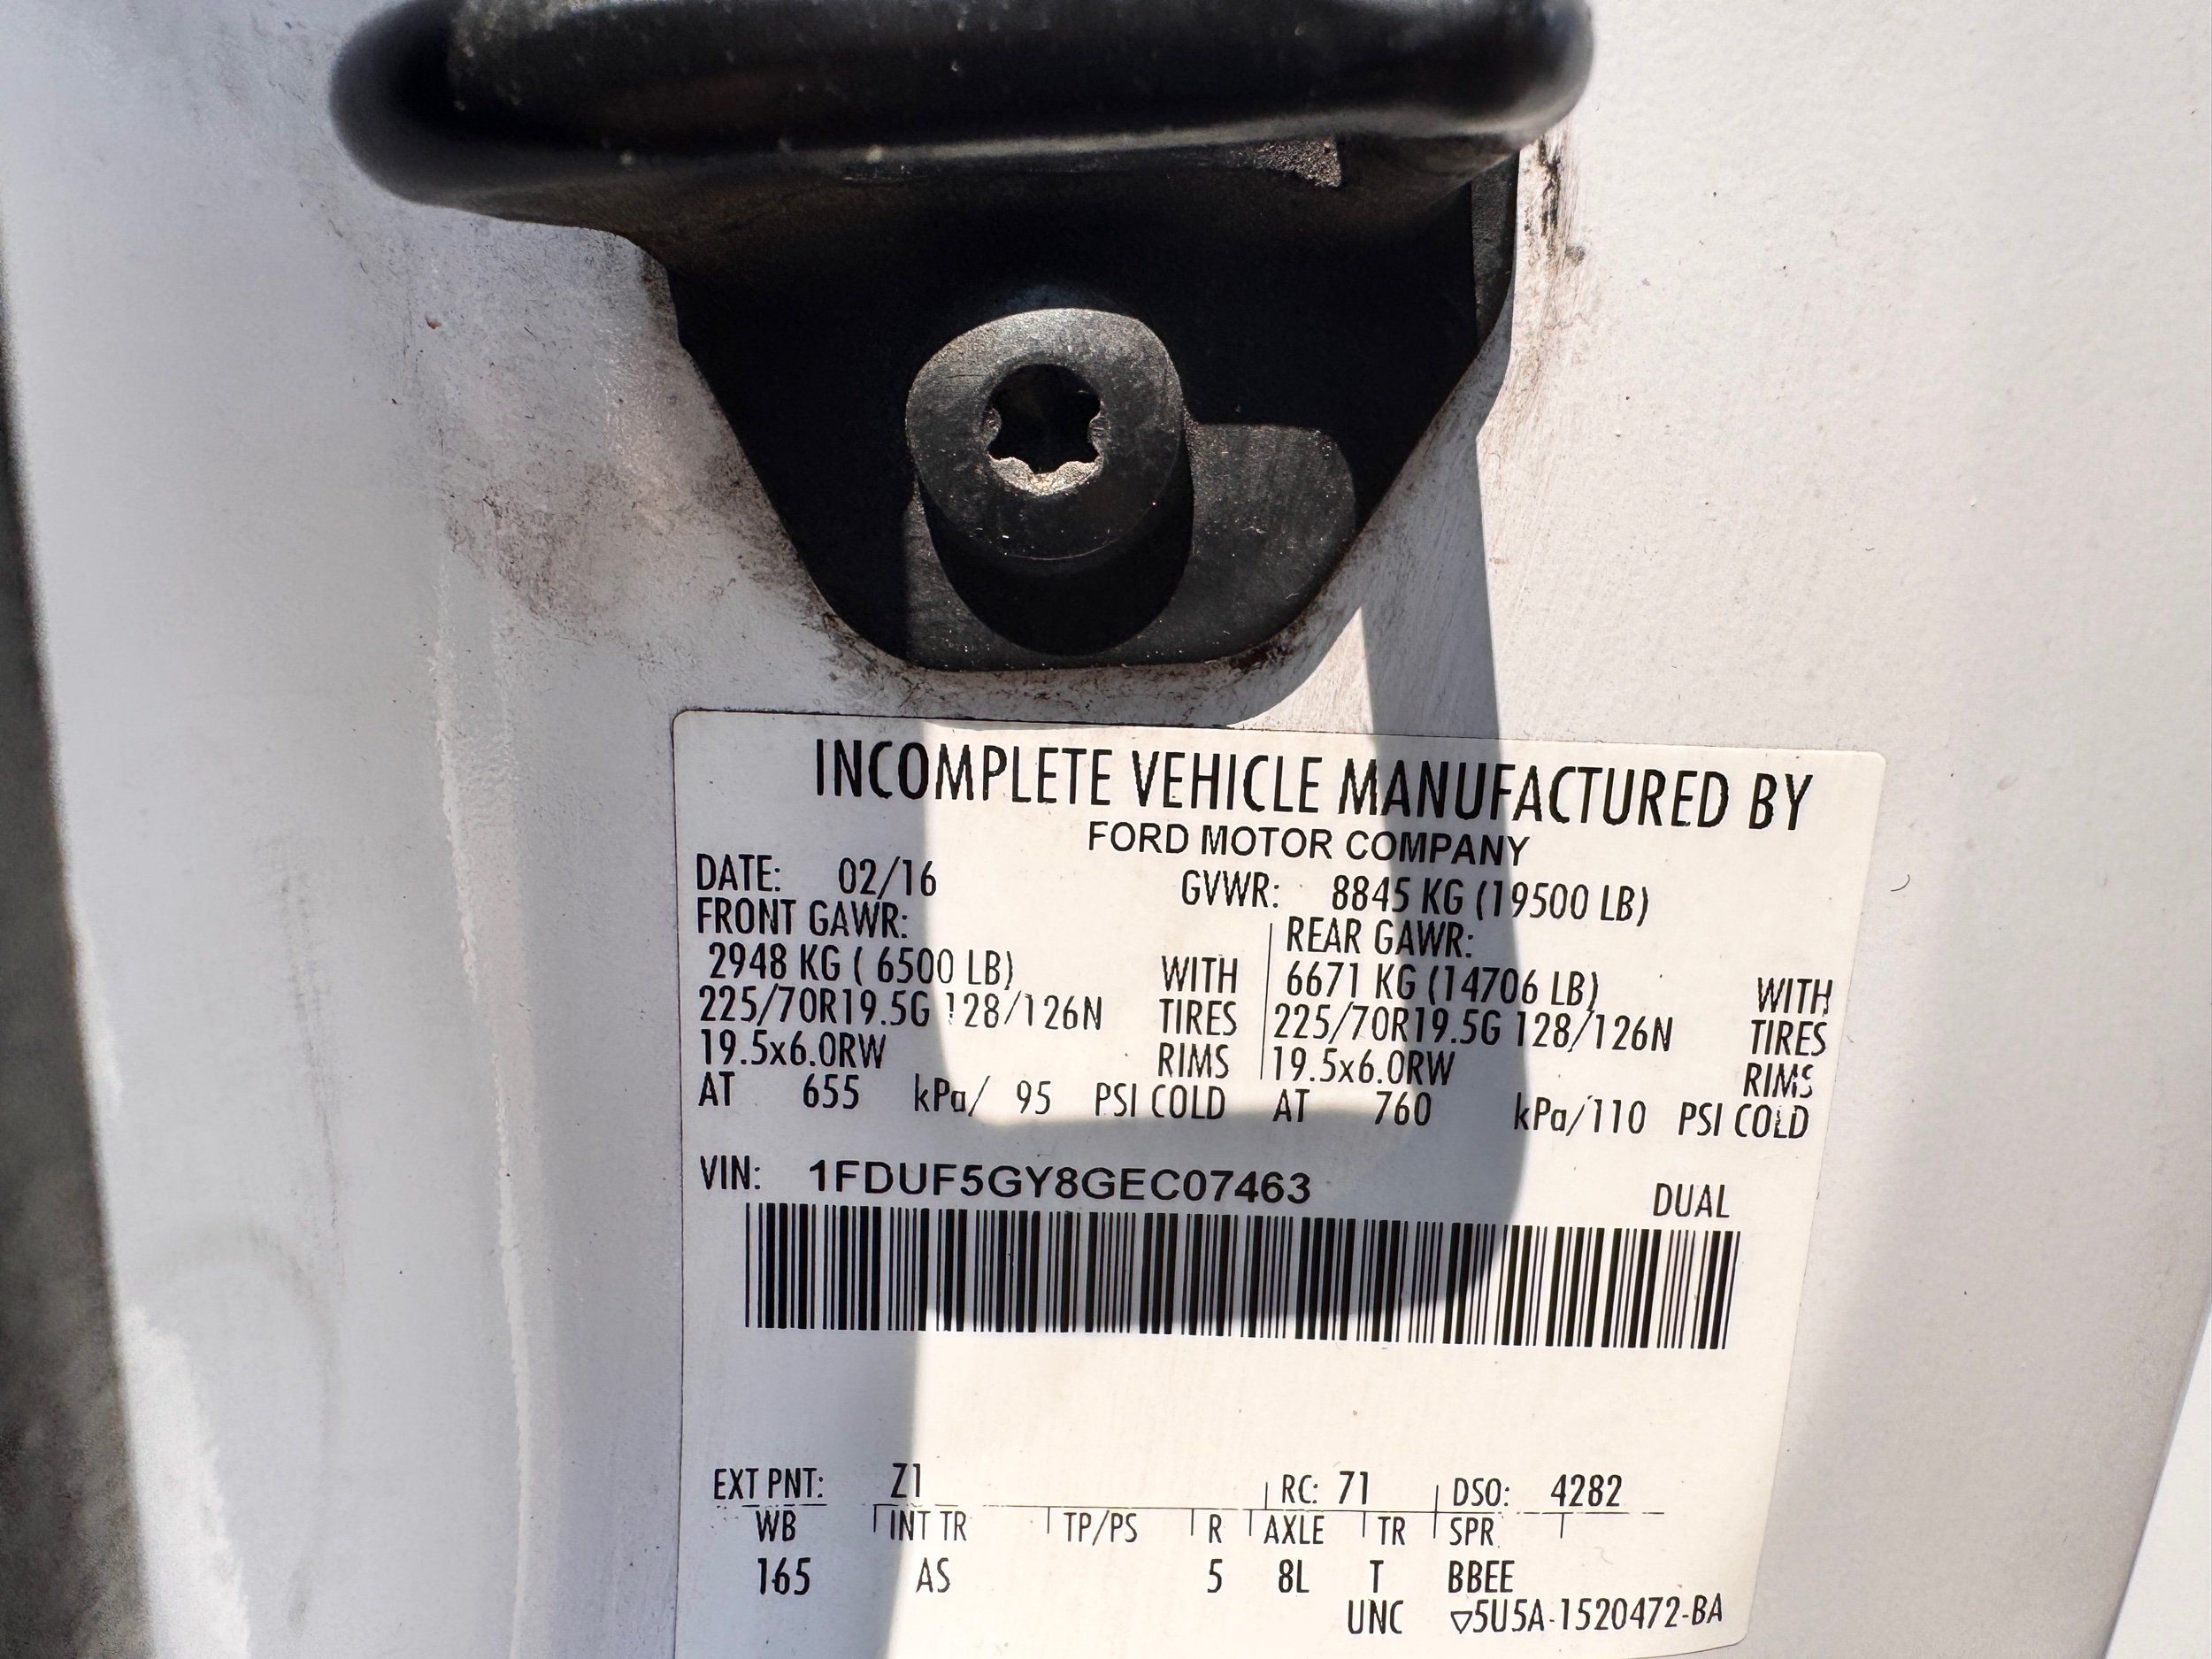 INCOMPLETE VEHICLE MANUFACTURED BY
FORD MOTOR COMPANY
DATE: 02/16 GVWR: 8845 KG (19500 LB)
FRONT GAWR: REAR GAWR:
2948 KG ( 6500 LB) WITH 6671 KG (14706 LB) WITH
225/70R19.5G 128/126N TIRES 225/70R19.5G 128/126N TIRES
19.5x6.0RW RIMS 19.5x6.0RW RIMS
AT 655 kPa/ 95 PSI COLD AT 760 kPa/110 PSI COLD
VIN: 1FDUF5GY8GEC07463 DUAL
EXT PNT: Z1 RC: 71 DSO: 4282
WB INT TR TP/PS R AXLE TR SPR
165 AS 5 8L T BBEE
UNC ▽5U5A-1520472-BA